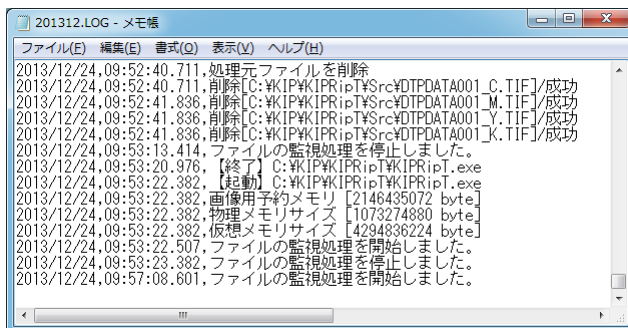 201312.LOG - メモ帳
ファイル(F) 編集(E) 書式(O) 表示(V) ヘルプ(H)
2013/12/24,09:52:40.711,処理元ファイルを削除
2013/12/24,09:52:40.711,削除[C:¥KIP¥KIPRipT¥Src¥DTPDATA001_C.TIF]/成功
2013/12/24,09:52:41.836,削除[C:¥KIP¥KIPRipT¥Src¥DTPDATA001_M.TIF]/成功
2013/12/24,09:52:41.836,削除[C:¥KIP¥KIPRipT¥Src¥DTPDATA001_Y.TIF]/成功
2013/12/24,09:52:41.836,削除[C:¥KIP¥KIPRipT¥Src¥DTPDATA001_K.TIF]/成功
2013/12/24,09:53:13.414,ファイルの監視処理を停止しました。
2013/12/24,09:53:20.976,【終了】C:¥KIP¥KIPRipT¥KIPRipT.exe
2013/12/24,09:53:22.382,【起動】C:¥KIP¥KIPRipT¥KIPRipT.exe
2013/12/24,09:53:22.382,画像用予約メモリ [2146435072 byte]
2013/12/24,09:53:22.382,物理メモリサイズ [1073274880 byte]
2013/12/24,09:53:22.382,仮想メモリサイズ [4294836224 byte]
2013/12/24,09:53:22.507,ファイルの監視処理を開始しました。
2013/12/24,09:53:23.382,ファイルの監視処理を停止しました。
2013/12/24,09:57:08.601,ファイルの監視処理を開始しました。